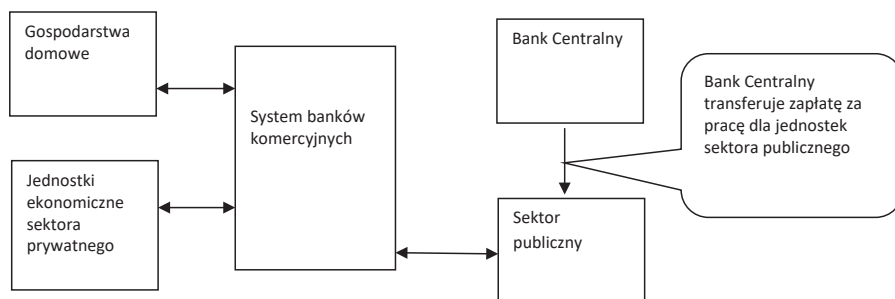 Gospodarstwa
domowe
Jednostki
ekonomiczne
sektora
prywatnego
System banków
komercyjnych
Bank Centralny
Sektor
publiczny
Bank Centralny
transferuje zapłatę za
pracę dla jednostek
sektora publicznego